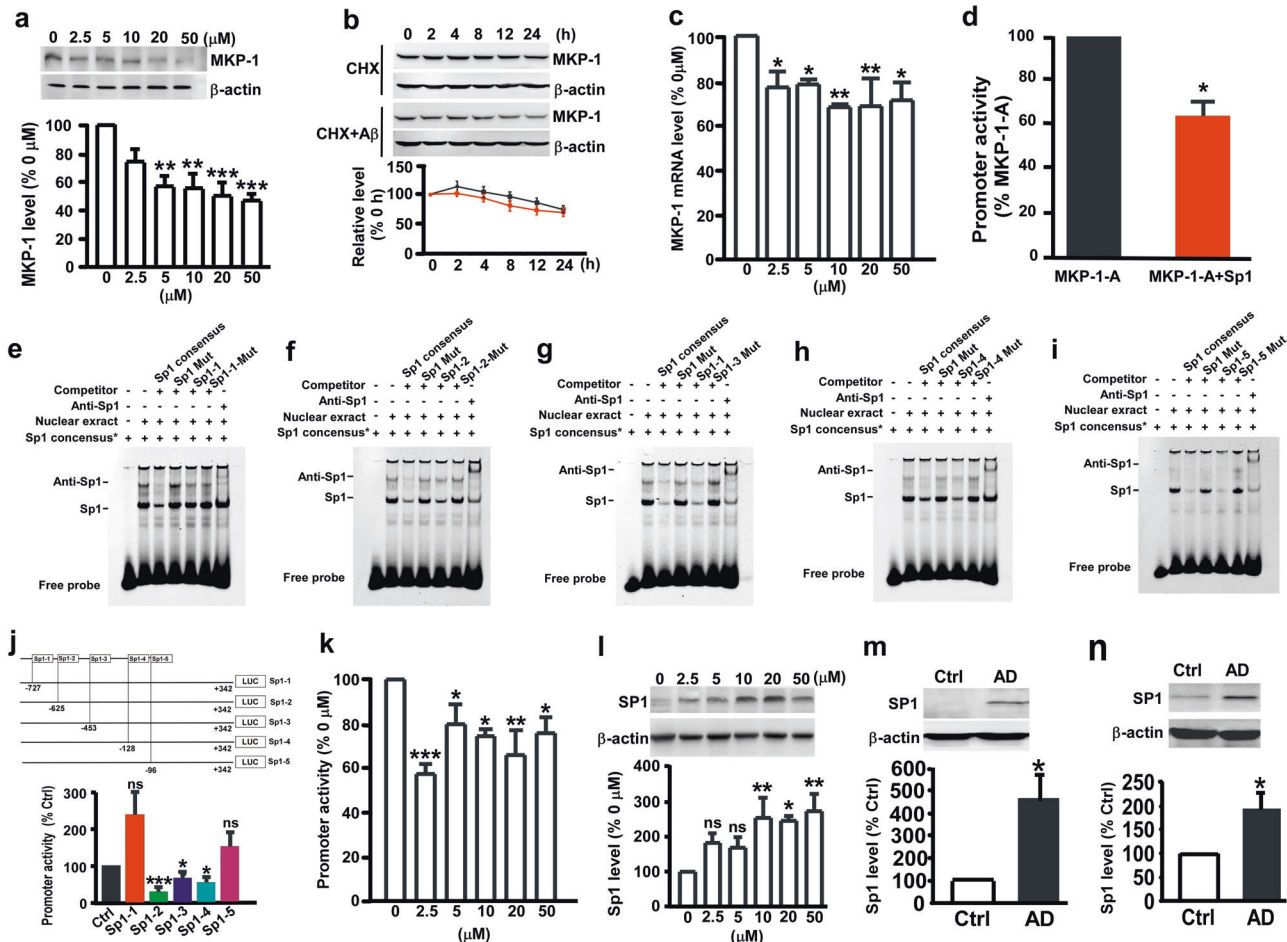 a
0 2.5 5 10 20 50 (μM)
MKP-1
β-actin
MKP-1 level (% 0 μM)
100
80
60
40
20
0
** ** *** ***
0 2.5 5 10 20 50
(μM)
b
0 2 4 8 12 24 (h)
CHX
MKP-1
β-actin
CHX+Aβ
MKP-1
β-actin
Relative level
(% 0 h)
150
100
50
0
0 2 4 8 12 24 (h)
c
MKP-1 mRNA level (% 0μM)
100
80
60
40
20
0
* * ** ** *
0 2.5 5 10 20 50
(μM)
d
Promoter activity
(% MKP-1-A)
100
80
60
40
20
0
*
MKP-1-A MKP-1-A+Sp1
e
Sp1 consensus
Sp1 Mut
Sp1-1
Sp1-1-Mut
Competitor - - + + + + -
Anti-Sp1 - - - - - - +
Nuclear exract - + + + + + +
Sp1 concensus* + + + + + + +
Anti-Sp1
Sp1
Free probe
f
Sp1 consensus
Sp1 Mut
Sp1-2
Sp1-2-Mut
Competitor - - + + + + -
Anti-Sp1 - - - - - - +
Nuclear exract - + + + + + +
Sp1 concensus* + + + + + + +
Anti-Sp1
Sp1
Free probe
g
Sp1 consensus
Sp1 Mut
Sp1-1
Sp1-3 Mut
Competitor - - + + + + -
Anti-Sp1 - - - - - - +
Nuclear exract - + + + + + +
Sp1 concensus* + + + + + + +
Anti-Sp1
Sp1
Free probe
h
Sp1 consensus
Sp1 Mut
Sp1-4
Sp1-4 Mut
Competitor - - + + + + -
Anti-Sp1 - - - - - - +
Nuclear exract - + + + + + +
Sp1 concensus* + + + + + + +
Anti-Sp1
Sp1
Free probe
i
Sp1 consensus
Sp1 Mut
Sp1-5
Sp1-5 Mut
Competitor - - + + + + -
Anti-Sp1 - - - - - - +
Nuclear exract - + + + + + +
Sp1 concensus* + + + + + + +
Anti-Sp1
Sp1
Free probe
j
Sp1-1 Sp1-2 Sp1-3 Sp1-4 Sp1-5
-727 +342 LUC Sp1-1
-625 +342 LUC Sp1-2
-453 +342 LUC Sp1-3
-128 +342 LUC Sp1-4
-96 +342 LUC Sp1-5
Promoter activity (% Ctrl)
400
300
200
100
0
ns *** * * ns
Ctrl Sp1-1 Sp1-2 Sp1-3 Sp1-4 Sp1-5
k
Promoter activity (% 0 μM)
100
80
60
40
20
0
*** * * ** *
0 2.5 5 10 20 50
(μM)
l
0 2.5 5 10 20 50 (μM)
SP1
β-actin
Sp1 level (% 0 μM)
400
300
200
100
0
ns ns ** * **
0 2.5 5 10 20 50
(μM)
m
Ctrl AD
SP1
β-actin
Sp1 level (% Ctrl)
600
500
400
300
200
100
0
*
Ctrl AD
n
Ctrl AD
SP1
β-actin
Sp1 level (% Ctrl)
250
200
150
100
50
0
*
Ctrl AD